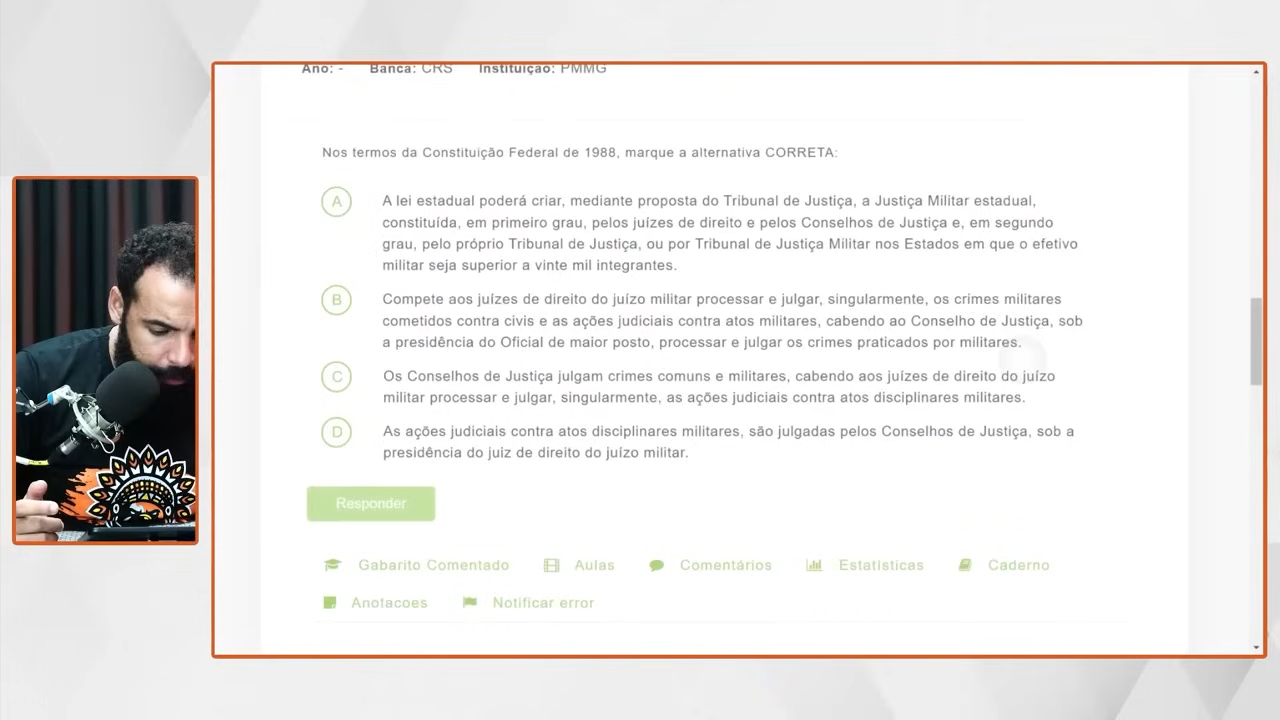 Ano: - Banca: CRS Instituição: PMMG
Nos termos da Constituição Federal de 1988, marque a alternativa CORRETA:
A A lei estadual poderá criar, mediante proposta do Tribunal de Justiça, a Justiça Militar estadual,
constituída, em primeiro grau, pelos juízes de direito e pelos Conselhos de Justiça e, em segundo
grau, pelo próprio Tribunal de Justiça, ou por Tribunal de Justiça Militar nos Estados em que o efetivo
militar seja superior a vinte mil integrantes.
B Compete aos juízes de direito do juízo militar processar e julgar, singularmente, os crimes militares
cometidos contra civis e as ações judiciais contra atos militares, cabendo ao Conselho de Justiça, sob
a presidência do Oficial de maior posto, processar e julgar os crimes praticados por militares.
C Os Conselhos de Justiça julgam crimes comuns e militares, cabendo aos juízes de direito do juízo
militar processar e julgar, singularmente, as ações judiciais contra atos disciplinares militares.
D As ações judiciais contra atos disciplinares militares, são julgadas pelos Conselhos de Justiça, sob a
presidência do juiz de direito do juízo militar.
Responder
Gabarito Comentado Aulas Comentários Estatísticas Caderno
Anotacoes Notificar error